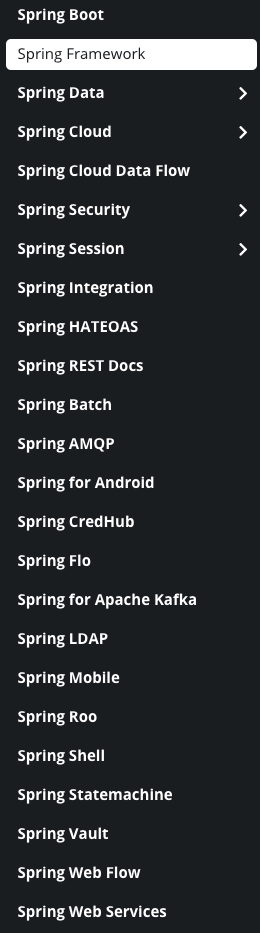 Spring Boot
Spring Framework
Spring Data
Spring Cloud
Spring Cloud Data Flow
Spring Security
Spring Session
Spring Integration
Spring HATEOAS
Spring REST Docs
Spring Batch
Spring AMQP
Spring for Android
Spring CredHub
Spring Flo
Spring for Apache Kafka
Spring LDAP
Spring Mobile
Spring Roo
Spring Shell
Spring Statemachine
Spring Vault
Spring Web Flow
Spring Web Services